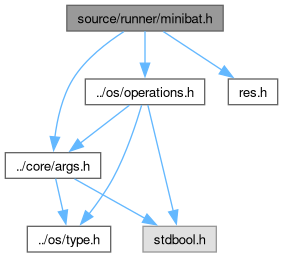 source/runner/minibat.h
../os/operations.h
res.h
../core/args.h
../os/type.h
stdbool.h